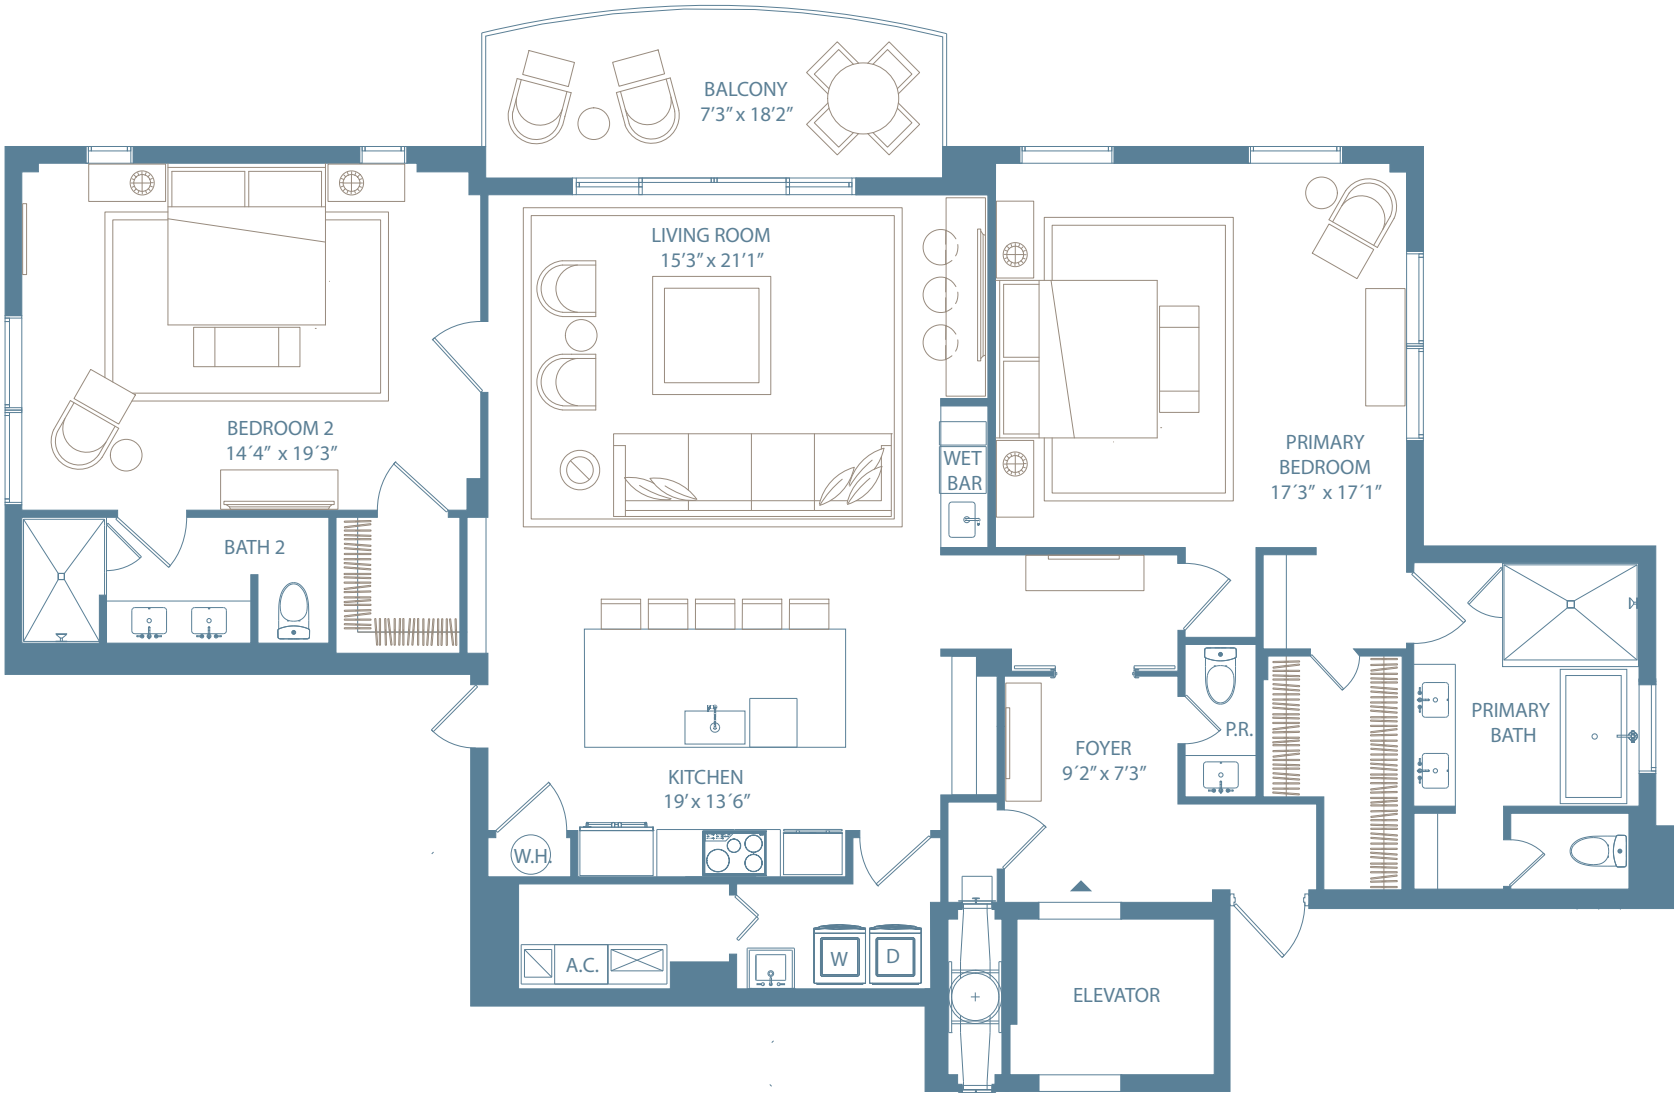 BALCONY
7’3” x 18’2”
LIVING ROOM
15’3” x 21’1”
BEDROOM 2
14´4” x 19´3”
WET
BAR
PRIMARY
BEDROOM
17´3” x 17´1”
BATH 2
PRIMARY
BATH
P.R.
FOYER
9´2” x 7’3”
KITCHEN
19’ x 13´6”
W.H.
A.C.
W
D
ELEVATOR